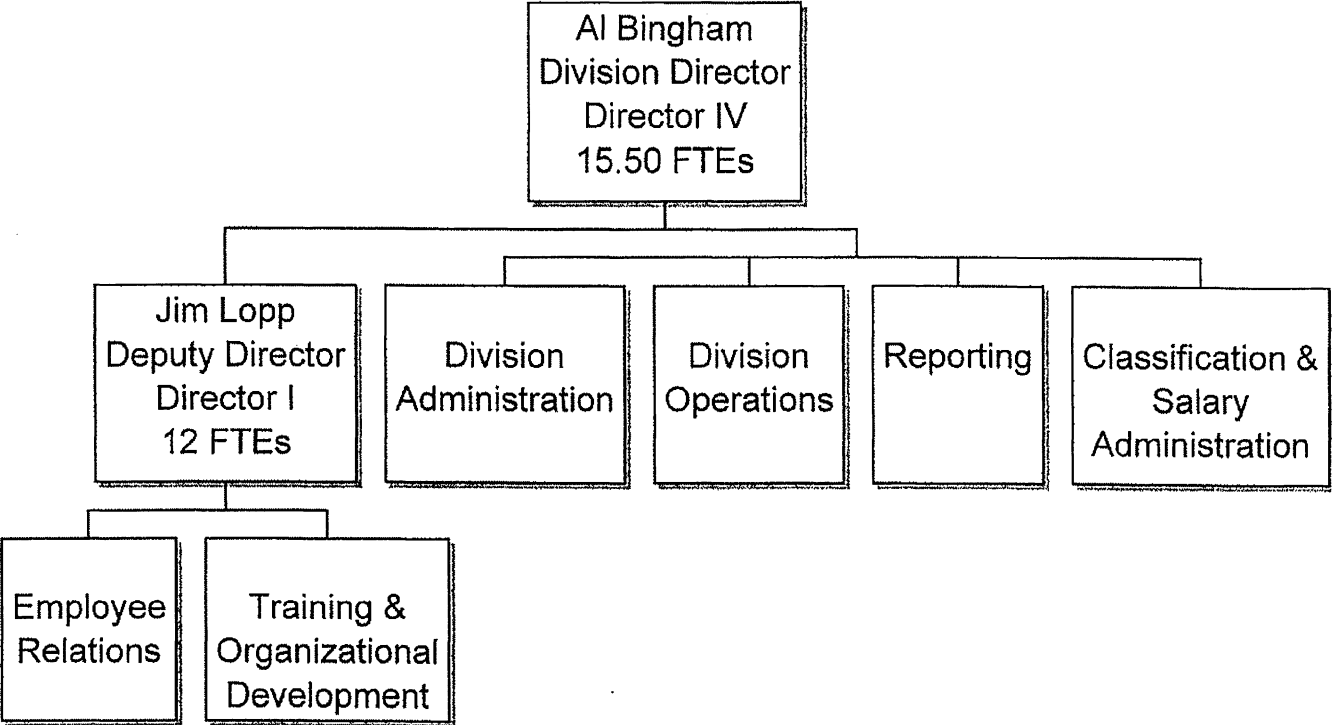 Al Bingham
Division Director
Director IV
15.50 FTEs
Jim Lopp
Deputy Director
Director I
12 FTEs
Division
Administration
Division
Operations
Reporting
Classification &
Salary
Administration
Employee
Relations
Training &
Organizational
Development